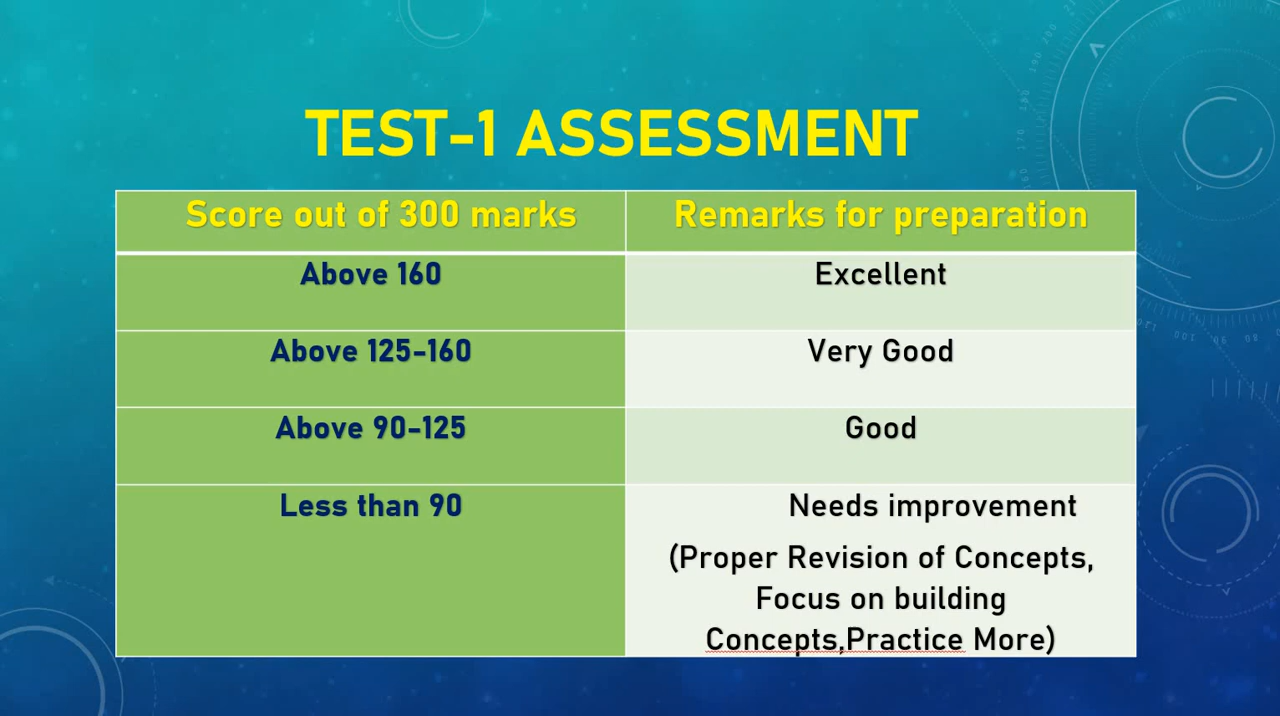 TEST-1 ASSESSMENT
Score out of 300 marks
Remarks for preparation
Above 160
Excellent
Above 125-160
Very Good
Above 90-125
Good
Less than 90
Needs improvement
(Proper Revision of Concepts,
Focus on building
Concepts,Practice More)